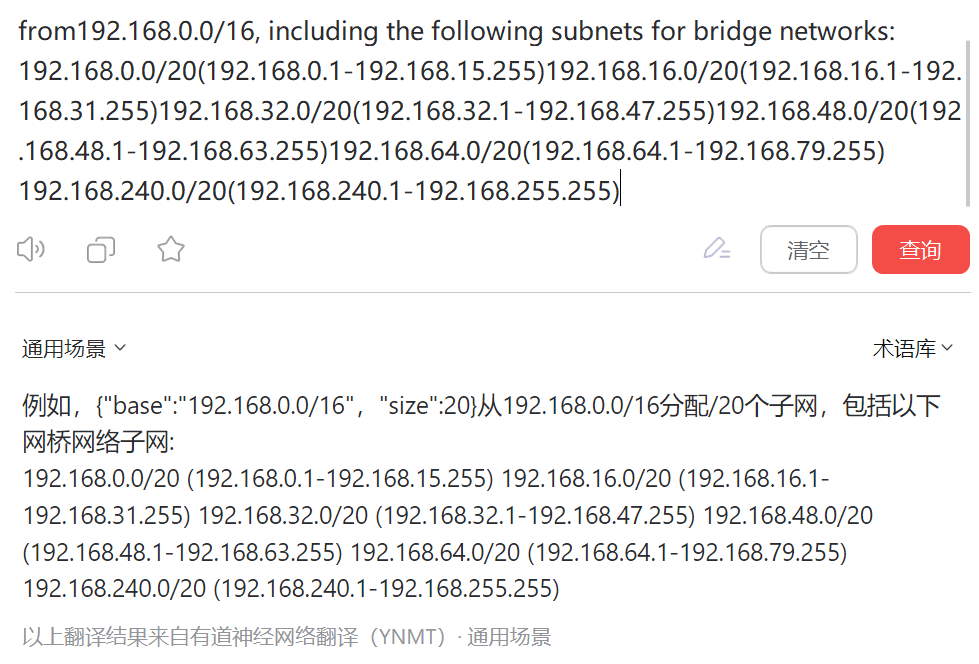 from192.168.0.0/16, including the following subnets for bridge networks:
192.168.0.0/20(192.168.0.1-192.168.15.255)192.168.16.0/20(192.168.16.1-192.
168.31.255)192.168.32.0/20(192.168.32.1-192.168.47.255)192.168.48.0/20(192
.168.48.1-192.168.63.255)192.168.64.0/20(192.168.64.1-192.168.79.255)
192.168.240.0/20(192.168.240.1-192.168.255.255)
清空
查询
通用场景
术语库
例如，{"base":"192.168.0.0/16"，"size":20}从192.168.0.0/16分配/20个子网，包括以下
网桥网络子网:
192.168.0.0/20 (192.168.0.1-192.168.15.255) 192.168.16.0/20 (192.168.16.1-
192.168.31.255) 192.168.32.0/20 (192.168.32.1-192.168.47.255) 192.168.48.0/20
(192.168.48.1-192.168.63.255) 192.168.64.0/20 (192.168.64.1-192.168.79.255)
192.168.240.0/20 (192.168.240.1-192.168.255.255)
以上翻译结果来自有道神经网络翻译（YNMT）· 通用场景